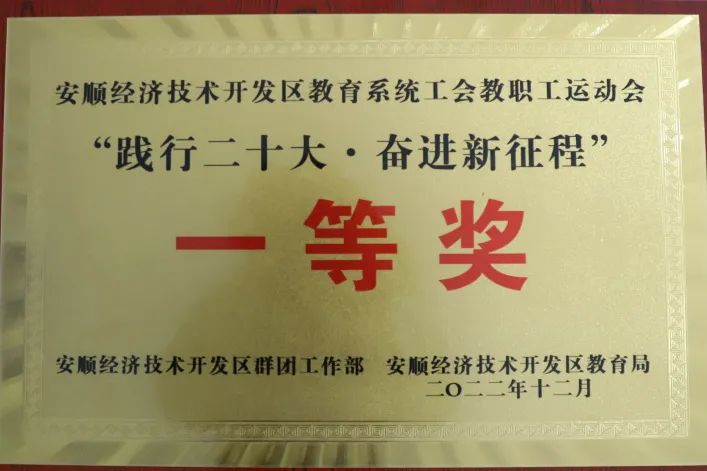 安顺经济技术开发区教育系统工会教职工运动会
“践行二十大·奋进新征程”
一等奖
安顺经济技术开发区群团工作部 安顺经济技术开发区教育局
二〇二二年十二月